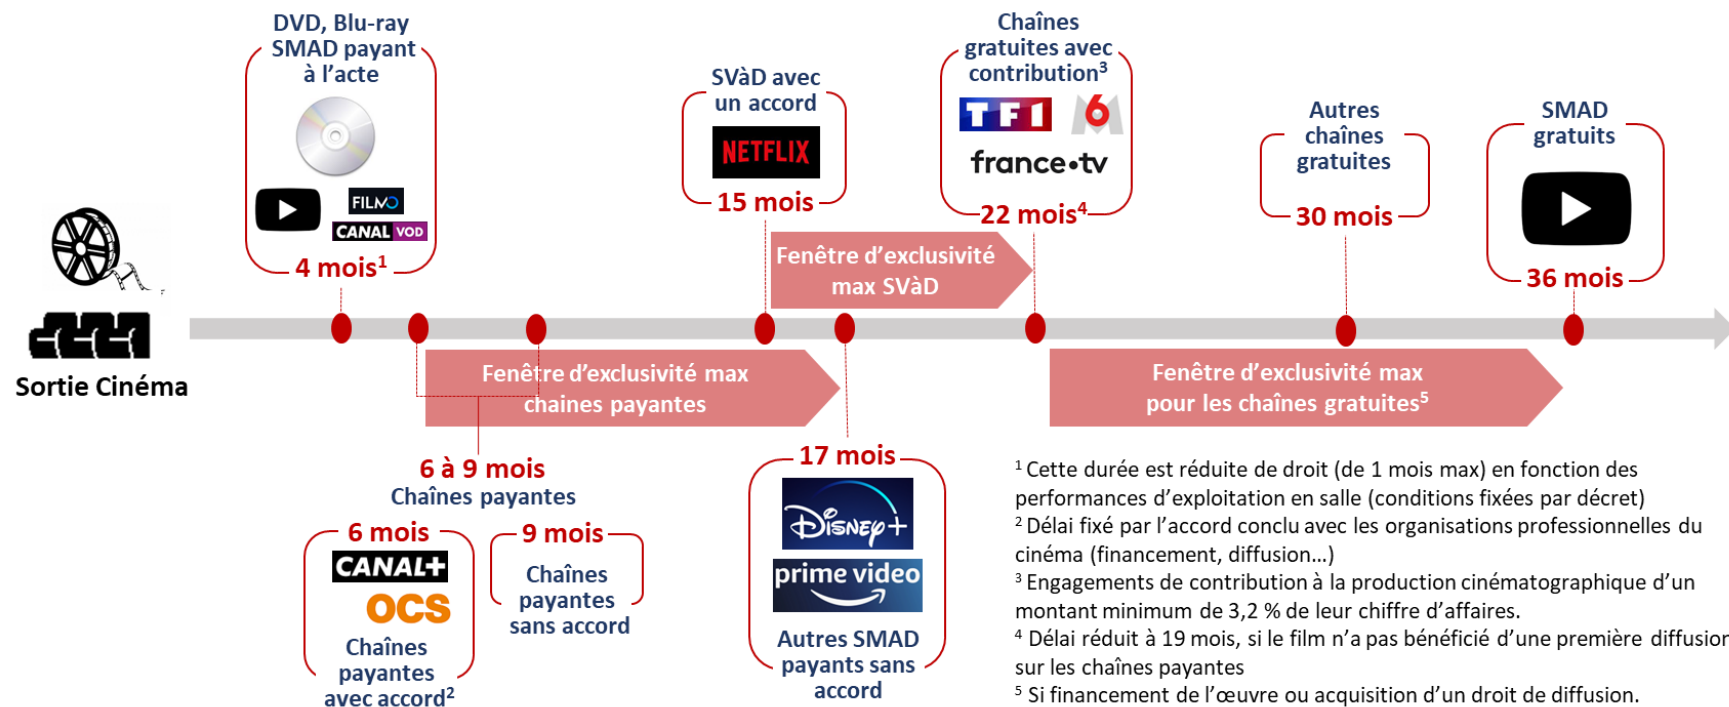 DVD, Blu-ray
SMAD payant
à l’acte
FILMO
CANAL VOD
4 mois¹
SVàD avec
un accord
NETFLIX
15 mois
Chaînes
gratuites avec
contribution³
TF1
M6
france•tv
22 mois⁴
Autres
chaînes
gratuites
30 mois
SMAD
gratuits
36 mois
Fenêtre d’exclusivité
max SVàD
Sortie Cinéma
Fenêtre d’exclusivité max
chaines payantes
Fenêtre d’exclusivité max
pour les chaînes gratuites⁵
6 à 9 mois
Chaînes payantes
6 mois
CANAL+
OCS
Chaînes
payantes
avec accord²
9 mois
Chaînes
payantes
sans accord
17 mois
Disney+
prime video
Autres SMAD
payants sans
accord
¹ Cette durée est réduite de droit (de 1 mois max) en fonction des
performances d’exploitation en salle (conditions fixées par décret)
² Délai fixé par l’accord conclu avec les organisations professionnelles du
cinéma (financement, diffusion…)
³ Engagements de contribution à la production cinématographique d’un
montant minimum de 3,2 % de leur chiffre d’affaires.
⁴ Délai réduit à 19 mois, si le film n’a pas bénéficié d’une première diffusion
sur les chaînes payantes
⁵ Si financement de l’œuvre ou acquisition d’un droit de diffusion.